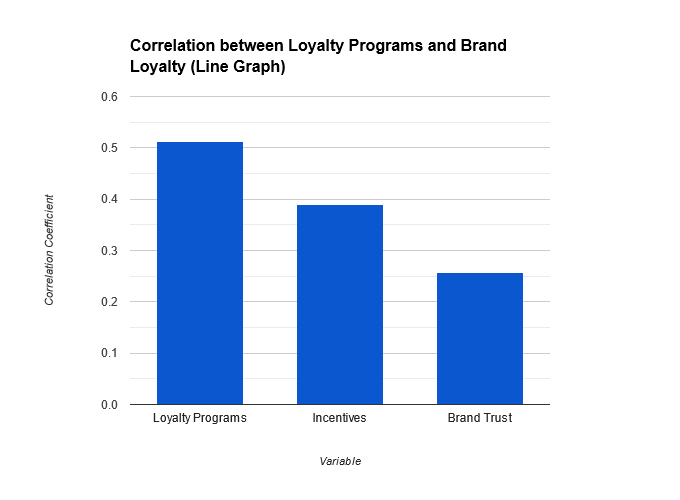 Correlation between Loyalty Programs and Brand
Loyalty (Line Graph)
0.6
0.5
0.4
0.3
0.2
0.1
0.0
Correlation Coefficient
Loyalty Programs
Incentives
Brand Trust
Variable